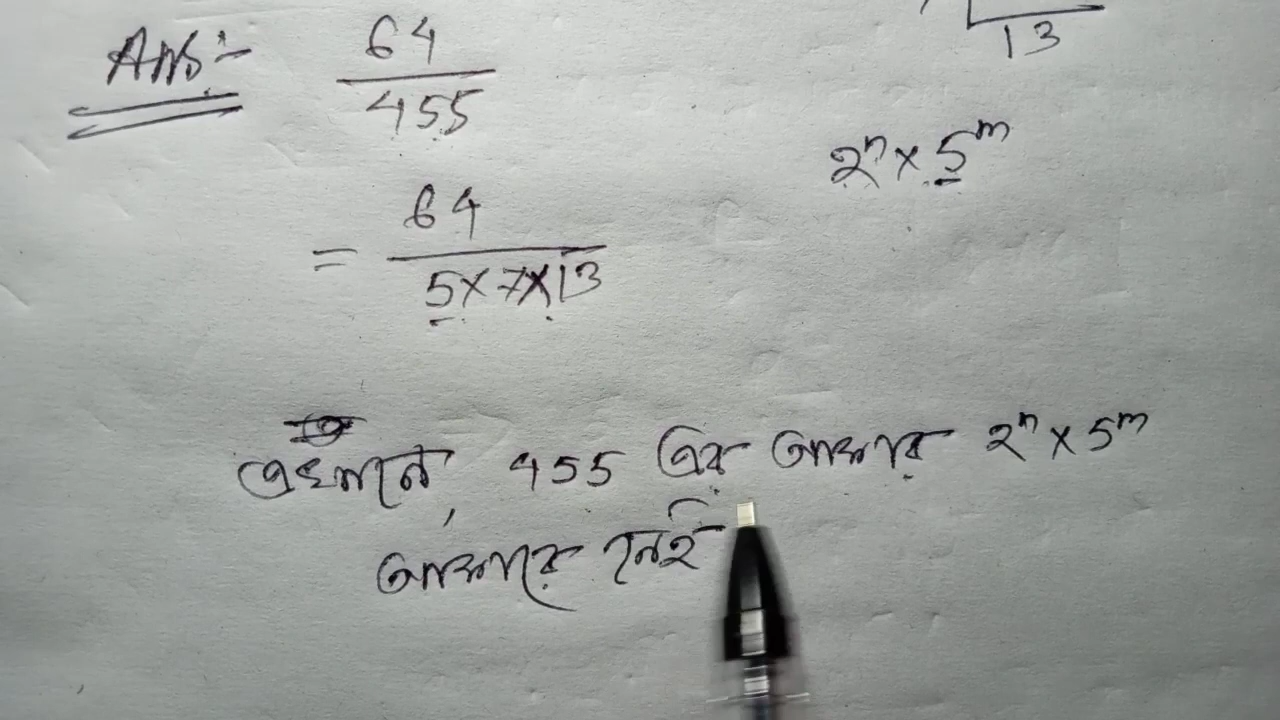 Ans:-
64
455
13
2ⁿ × 5ᵐ
64
= 
5×7×13
এখানে, 455 এর আকার 2ⁿ × 5ᵐ
আকারে নেই